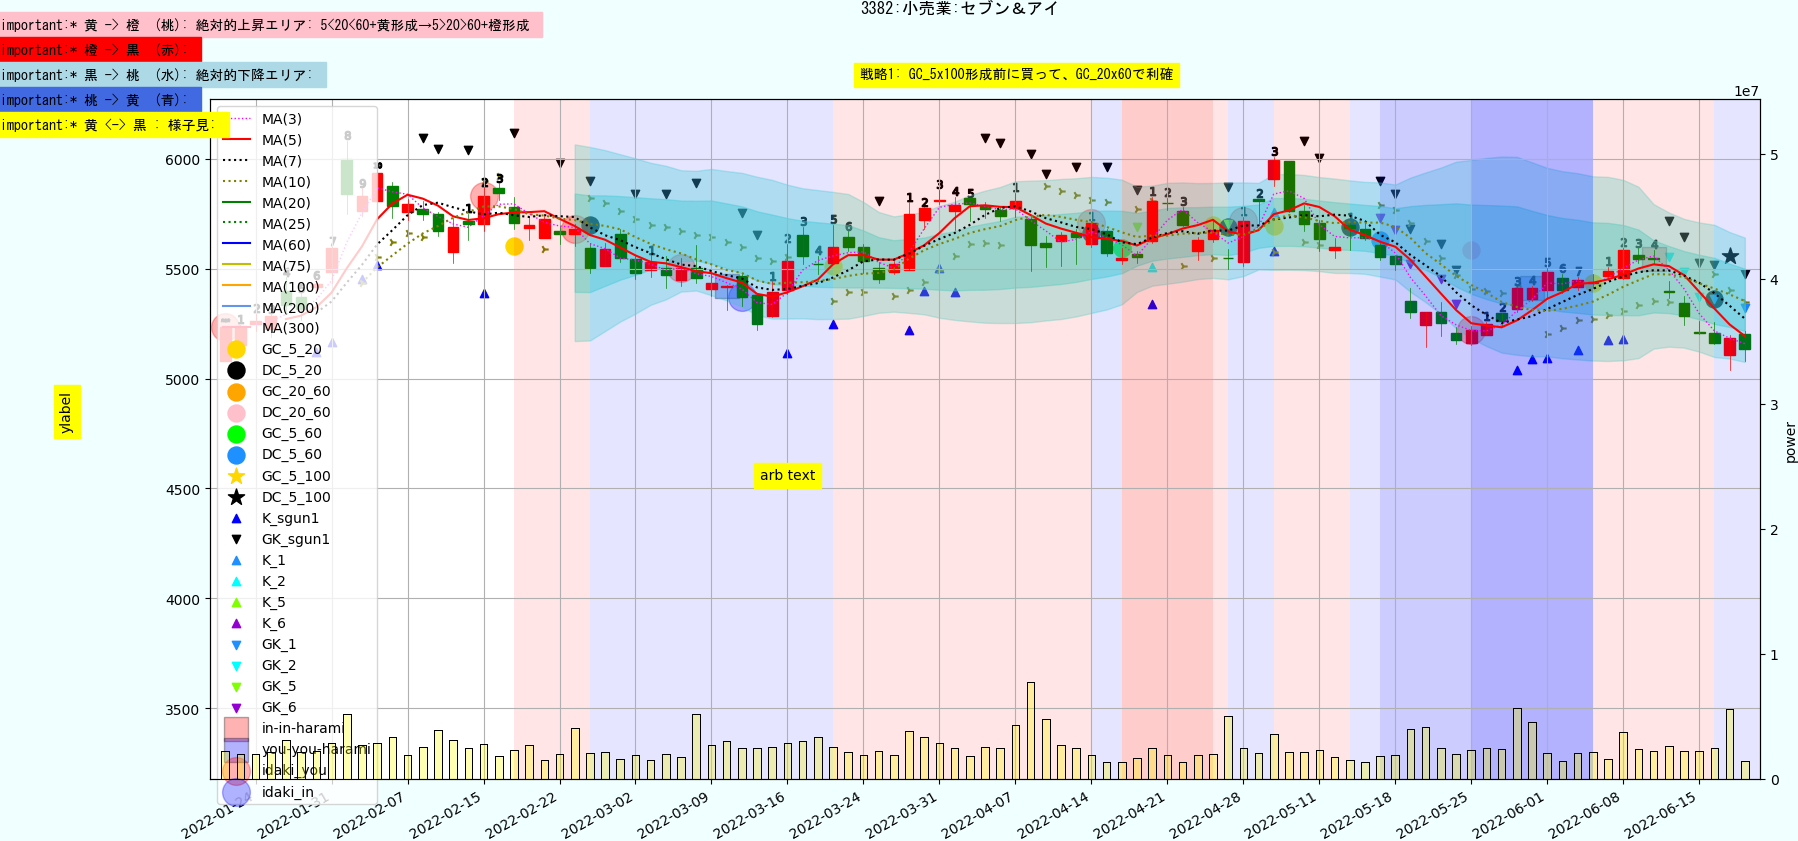 3382:小売業:セブン＆アイ
important:* 黄 -> 橙 （桃）: 絶対的上昇エリア: 5<20<60+黄形成→5>20>60+橙形成
important:* 橙 -> 黒 （赤）:
important:* 黒 -> 桃 （水）: 絶対的下降エリア:
戦略1: GC_5x100形成前に買って、GC_20x60で利確
important:* 桃 -> 黄 （青）:
important:* 黄 <-> 黒 : 様子見:
1e7
MA(3)
MA(5)
MA(7)
MA(10)
MA(20)
MA(25)
MA(60)
MA(75)
MA(100)
MA(200)
MA(300)
GC_5_20
DC_5_20
GC_20_60
DC_20_60
GC_5_60
DC_5_60
GC_5_100
DC_5_100
K_sgun1
GK_sgun1
K_1
K_2
K_5
K_6
GK_1
GK_2
GK_5
GK_6
in-in-harami
you-you-harami
idaki_you
idaki_in
6000
5500
5000
4500
4000
3500
ylabel
arb text
5
4
3
2
1
0
power
2022-01-24
2022-01-31
2022-02-07
2022-02-15
2022-02-22
2022-03-02
2022-03-09
2022-03-16
2022-03-24
2022-03-31
2022-04-07
2022-04-14
2022-04-21
2022-04-28
2022-05-11
2022-05-18
2022-05-25
2022-06-01
2022-06-08
2022-06-15